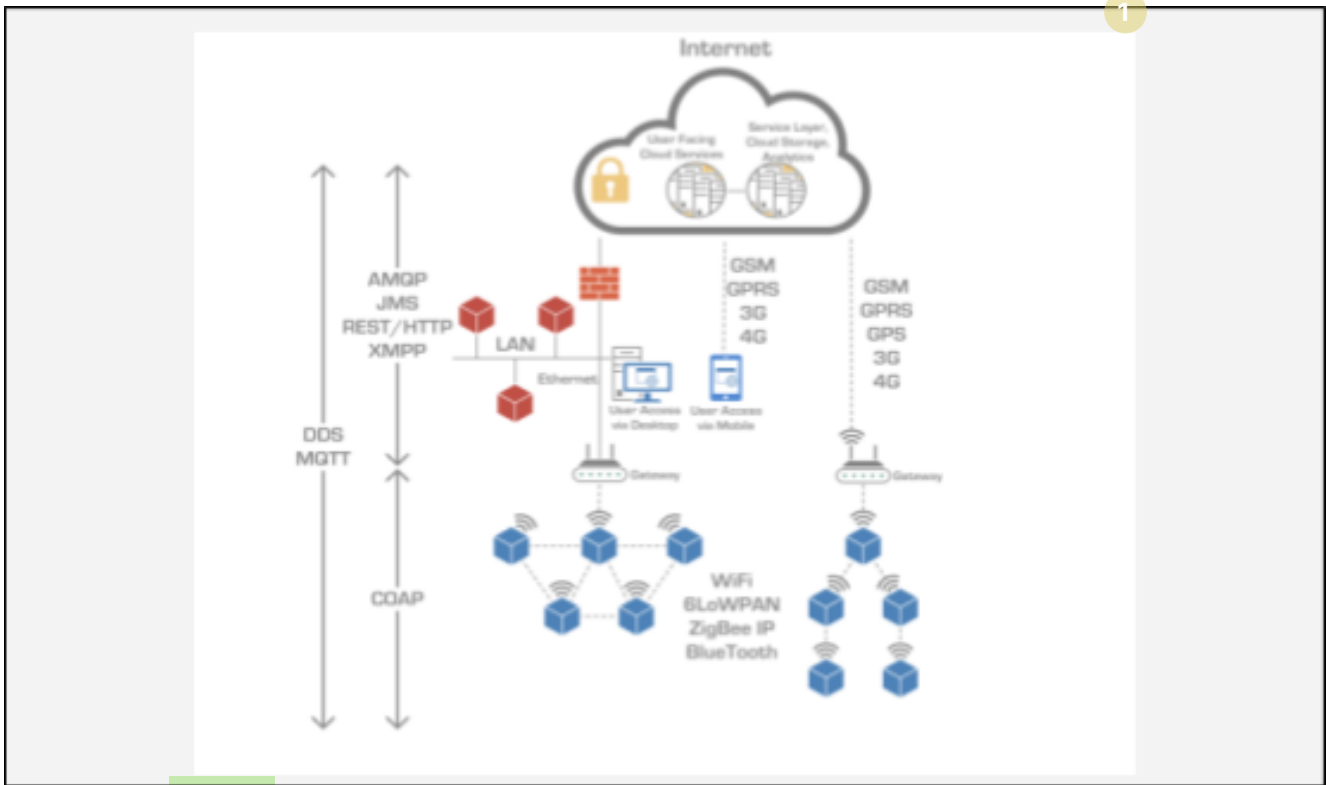 1
Internet
User Facing
Cloud Services
Service Layer,
Cloud Storage,
Analytics
AMQP
JMS
REST/HTTP
XMPP
LAN
Ethernet
GSM
GPRS
3G
4G
GSM
GPRS
GPS
3G
4G
User Access
via Desktop
User Access
via Mobile
DDS
MQTT
Gateway
Gateway
COAP
WiFi
6LoWPAN
ZigBee IP
BlueTooth